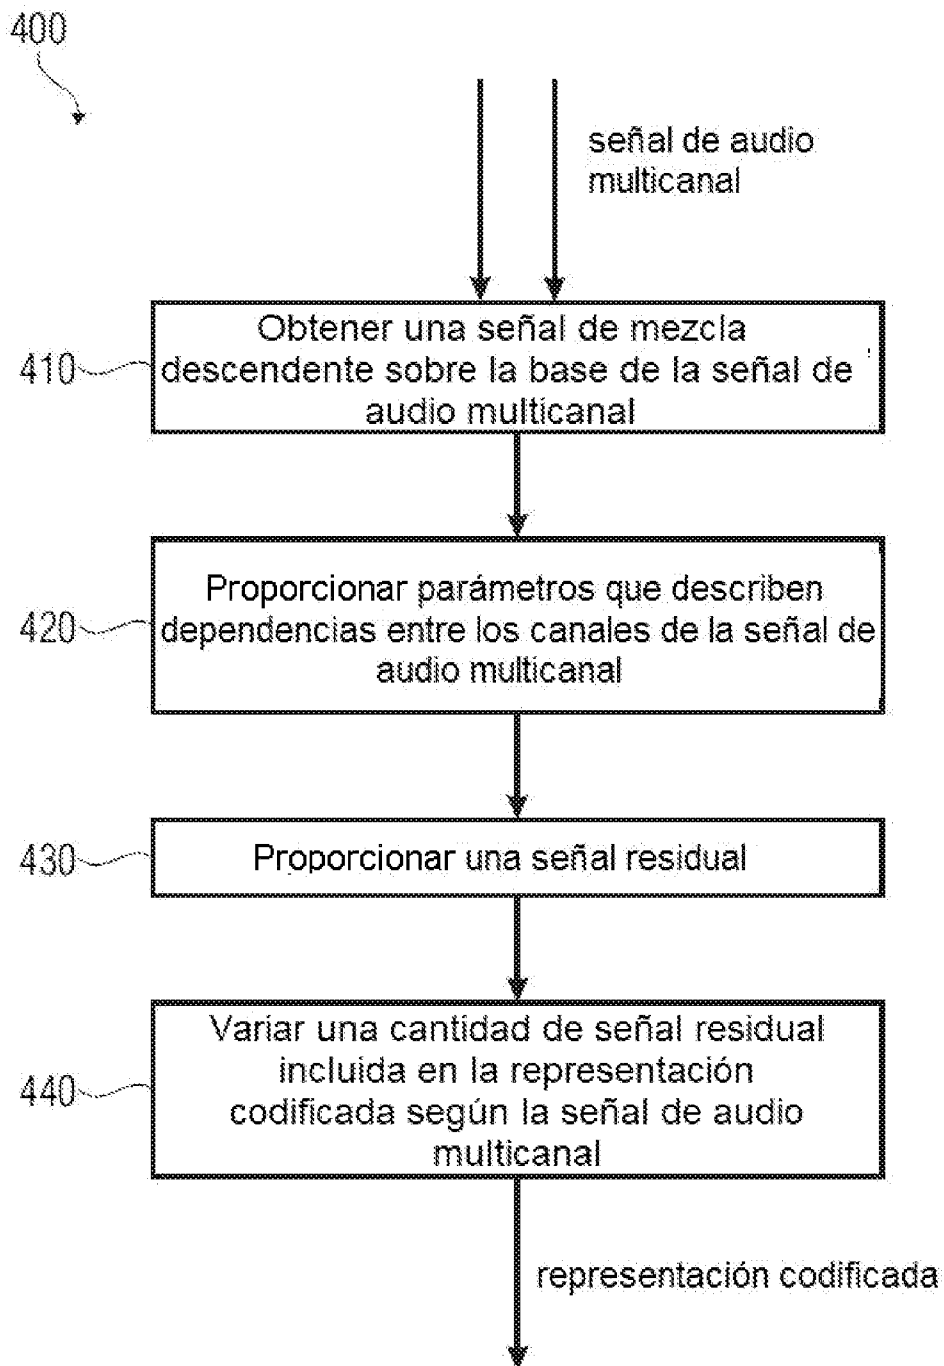 400
señal de audio
multicanal
410
Obtener una señal de mezcla
descendente sobre la base de la señal de
audio multicanal
420
Proporcionar parámetros que describen
dependencias entre los canales de la señal de
audio multicanal
430
Proporcionar una señal residual
440
Variar una cantidad de señal residual
incluida en la representación
codificada según la señal de audio
multicanal
representación codificada